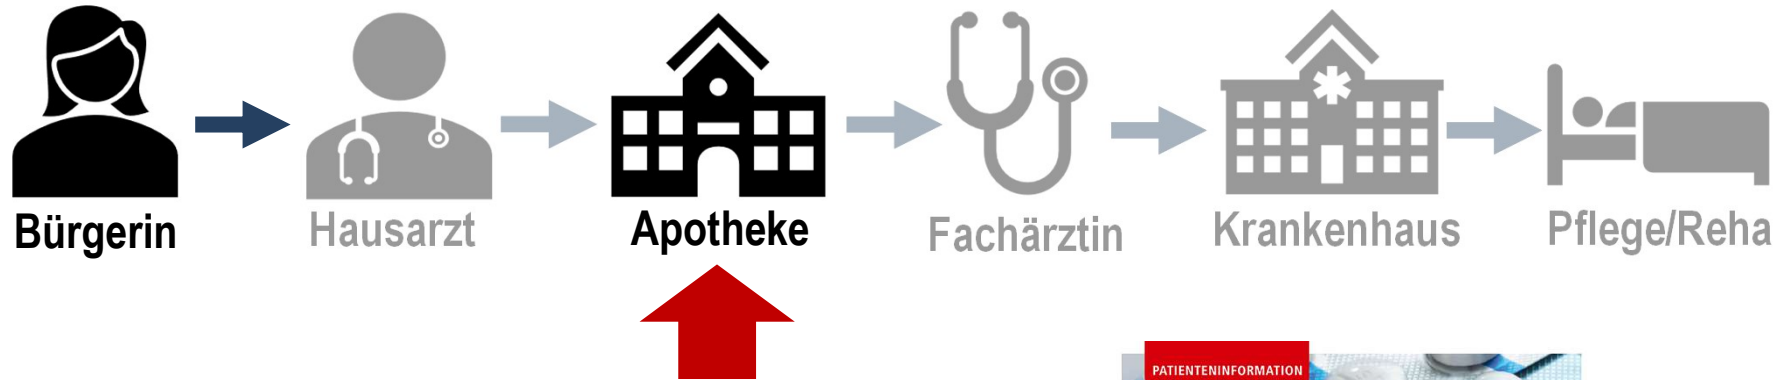 Bürgerin
Hausarzt
Apotheke
Fachärztin
Krankenhaus
Pflege/Reha
PATIENTENINFORMATION